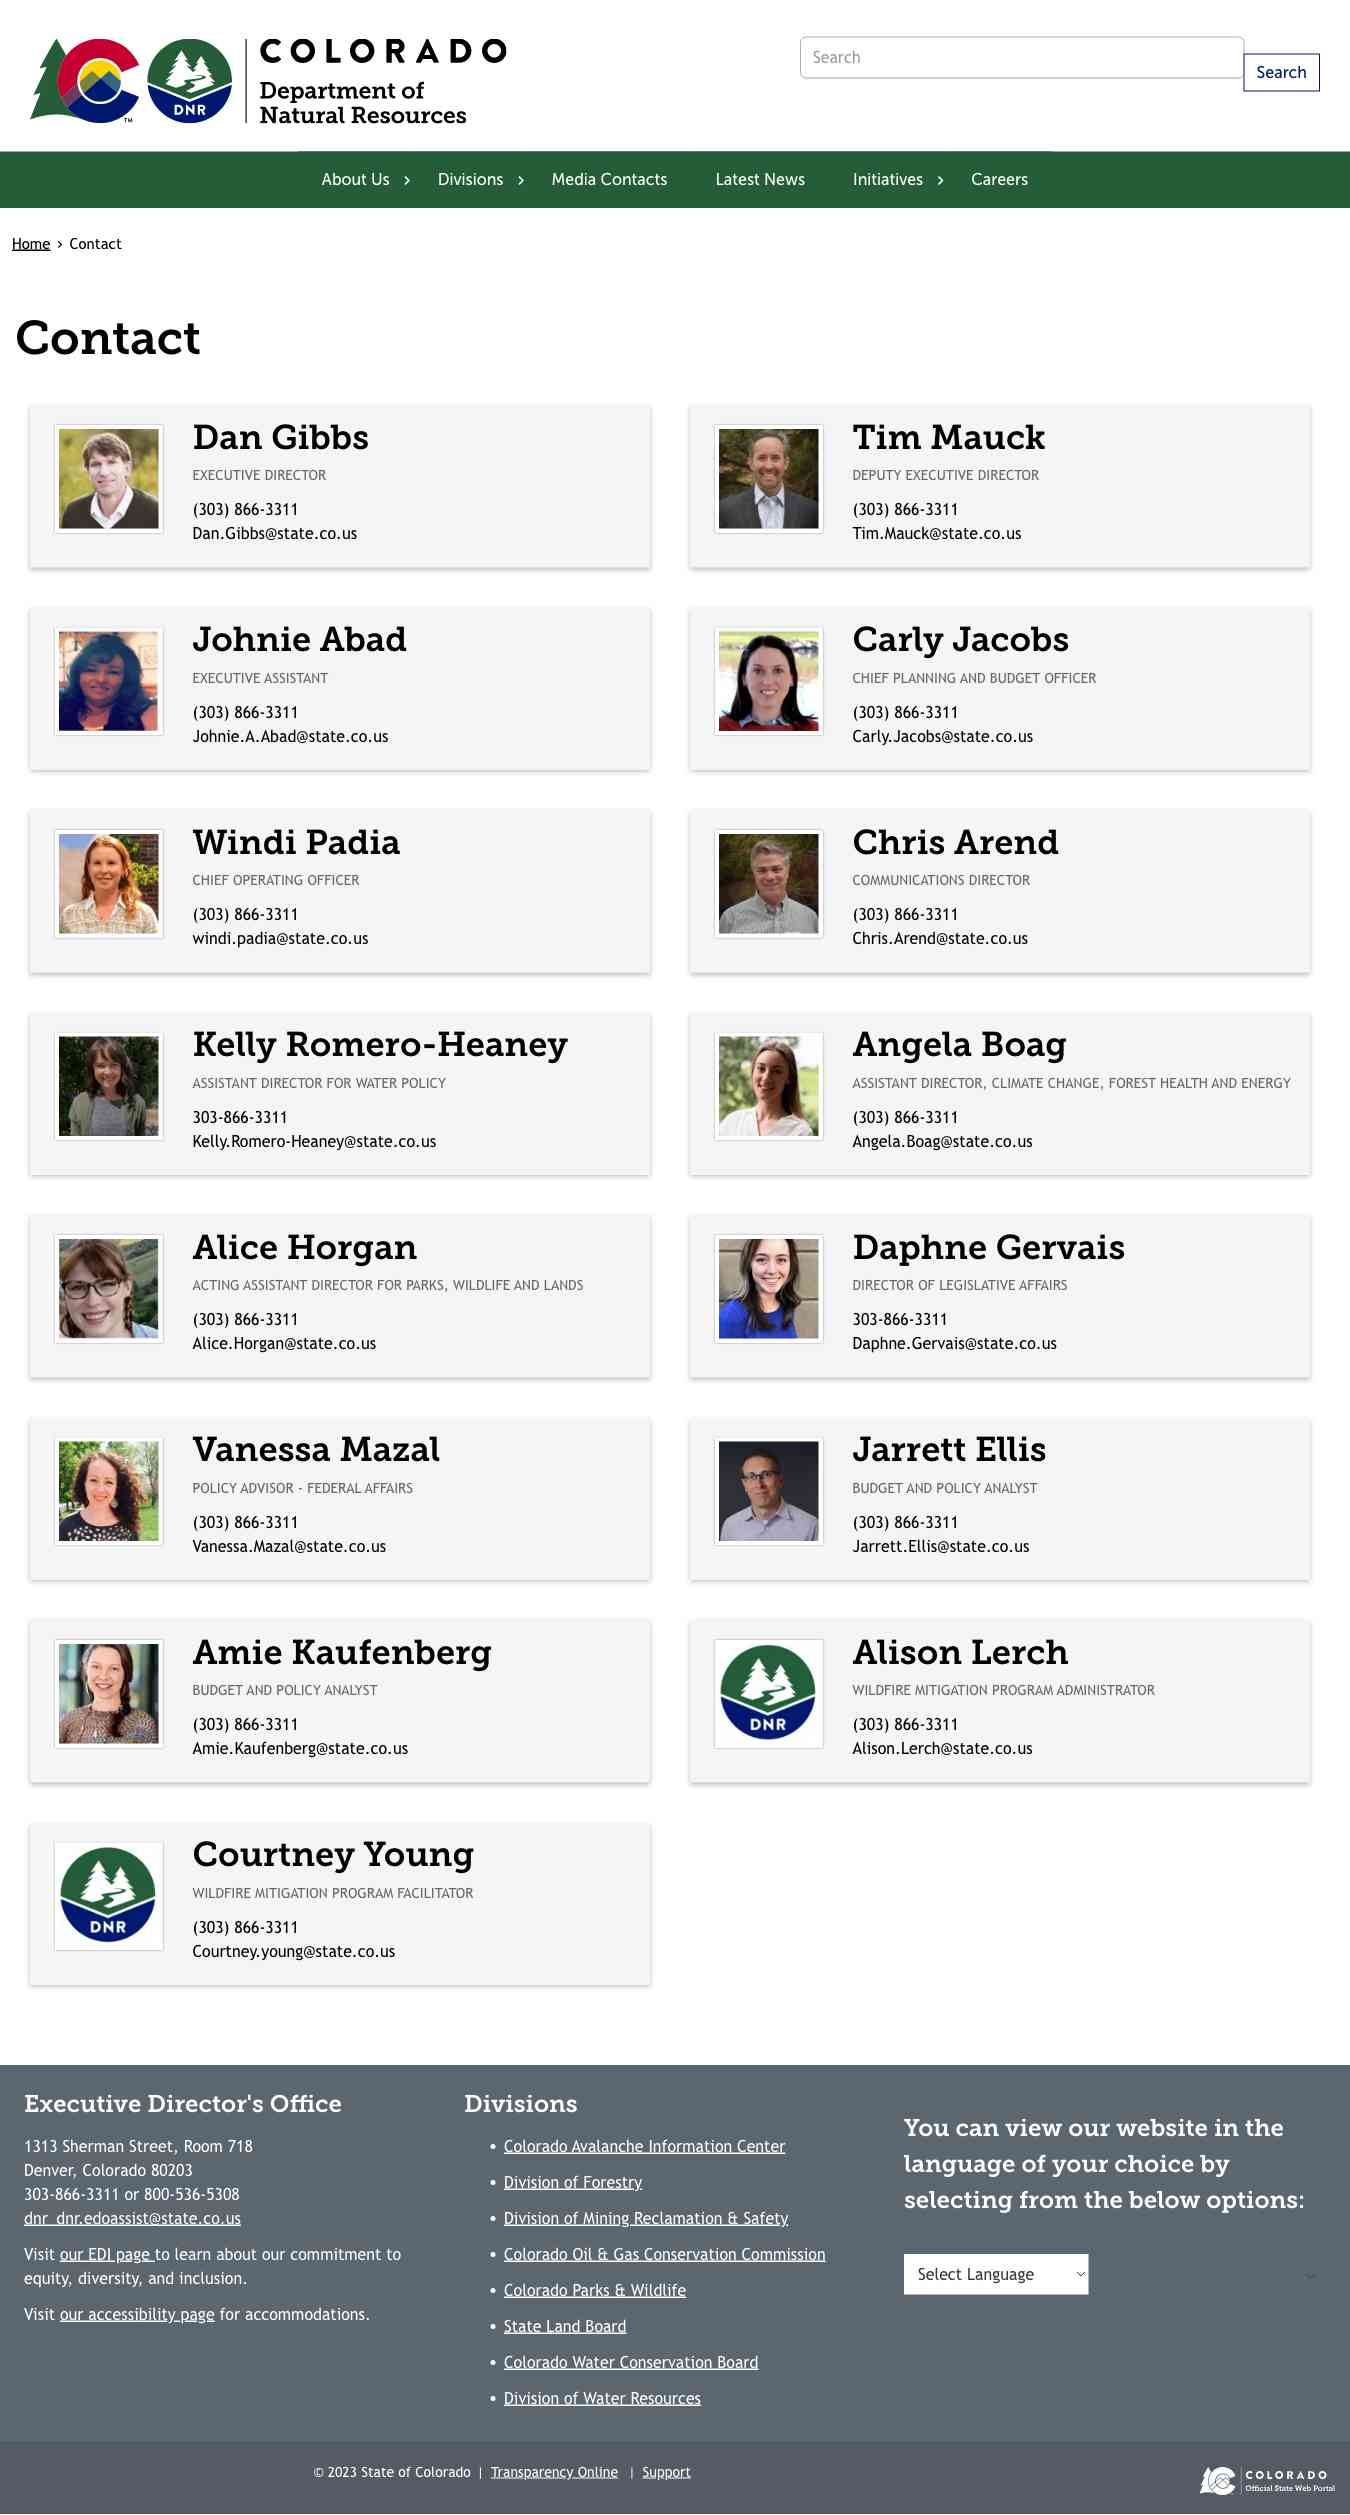 COLORADO
Department of
Natural Resources
DNR
TM
Search
Search
About Us
Divisions
Media Contacts
Latest News
Initiatives
Careers
Home › Contact
Contact
Dan Gibbs
EXECUTIVE DIRECTOR
(303) 866-3311
Dan.Gibbs@state.co.us
Tim Mauck
DEPUTY EXECUTIVE DIRECTOR
(303) 866-3311
Tim.Mauck@state.co.us
Johnie Abad
EXECUTIVE ASSISTANT
(303) 866-3311
Johnie.A.Abad@state.co.us
Carly Jacobs
CHIEF PLANNING AND BUDGET OFFICER
(303) 866-3311
Carly.Jacobs@state.co.us
Windi Padia
CHIEF OPERATING OFFICER
(303) 866-3311
windi.padia@state.co.us
Chris Arend
COMMUNICATIONS DIRECTOR
(303) 866-3311
Chris.Arend@state.co.us
Kelly Romero-Heaney
ASSISTANT DIRECTOR FOR WATER POLICY
303-866-3311
Kelly.Romero-Heaney@state.co.us
Angela Boag
ASSISTANT DIRECTOR, CLIMATE CHANGE, FOREST HEALTH AND ENERGY
(303) 866-3311
Angela.Boag@state.co.us
Alice Horgan
ACTING ASSISTANT DIRECTOR FOR PARKS, WILDLIFE AND LANDS
(303) 866-3311
Alice.Horgan@state.co.us
Daphne Gervais
DIRECTOR OF LEGISLATIVE AFFAIRS
303-866-3311
Daphne.Gervais@state.co.us
Vanessa Mazal
POLICY ADVISOR - FEDERAL AFFAIRS
(303) 866-3311
Vanessa.Mazal@state.co.us
Jarrett Ellis
BUDGET AND POLICY ANALYST
(303) 866-3311
Jarrett.Ellis@state.co.us
Amie Kaufenberg
BUDGET AND POLICY ANALYST
(303) 866-3311
Amie.Kaufenberg@state.co.us
DNR
Alison Lerch
WILDFIRE MITIGATION PROGRAM ADMINISTRATOR
(303) 866-3311
Alison.Lerch@state.co.us
DNR
Courtney Young
WILDFIRE MITIGATION PROGRAM FACILITATOR
(303) 866-3311
Courtney.young@state.co.us
Executive Director's Office
1313 Sherman Street, Room 718
Denver, Colorado 80203
303-866-3311 or 800-536-5308
dnr_dnr.edoassist@state.co.us
Visit our EDI page to learn about our commitment to
equity, diversity, and inclusion.
Visit our accessibility page for accommodations.
Divisions
• Colorado Avalanche Information Center
• Division of Forestry
• Division of Mining Reclamation & Safety
• Colorado Oil & Gas Conservation Commission
• Colorado Parks & Wildlife
• State Land Board
• Colorado Water Conservation Board
• Division of Water Resources
You can view our website in the
language of your choice by
selecting from the below options:
Select Language
© 2023 State of Colorado | Transparency Online | Support
COLORADO
Official State Web Portal